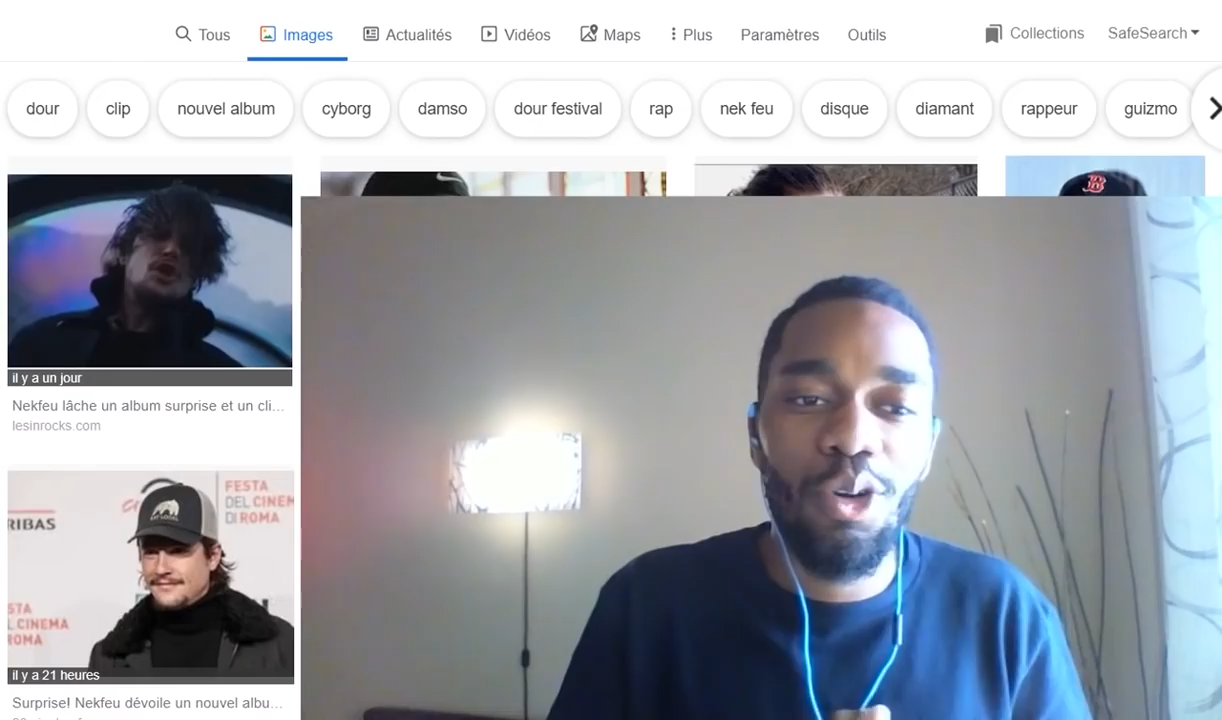 Tous
Images
Actualités
Vidéos
Maps
Plus
Paramètres
Outils
Collections
SafeSearch
dour
clip
nouvel album
cyborg
damso
dour festival
rap
nek feu
disque
diamant
rappeur
guizmo
B
il y a un jour
Nekfeu lâche un album surprise et un cli...
lesinrocks.com
RIBAS
FESTA
DEL CINEM
DI ROMA
EAT LOCAL
STA
L CINEMA
ROMA
il y a 21 heures
Surprise! Nekfeu dévoile un nouvel albu...